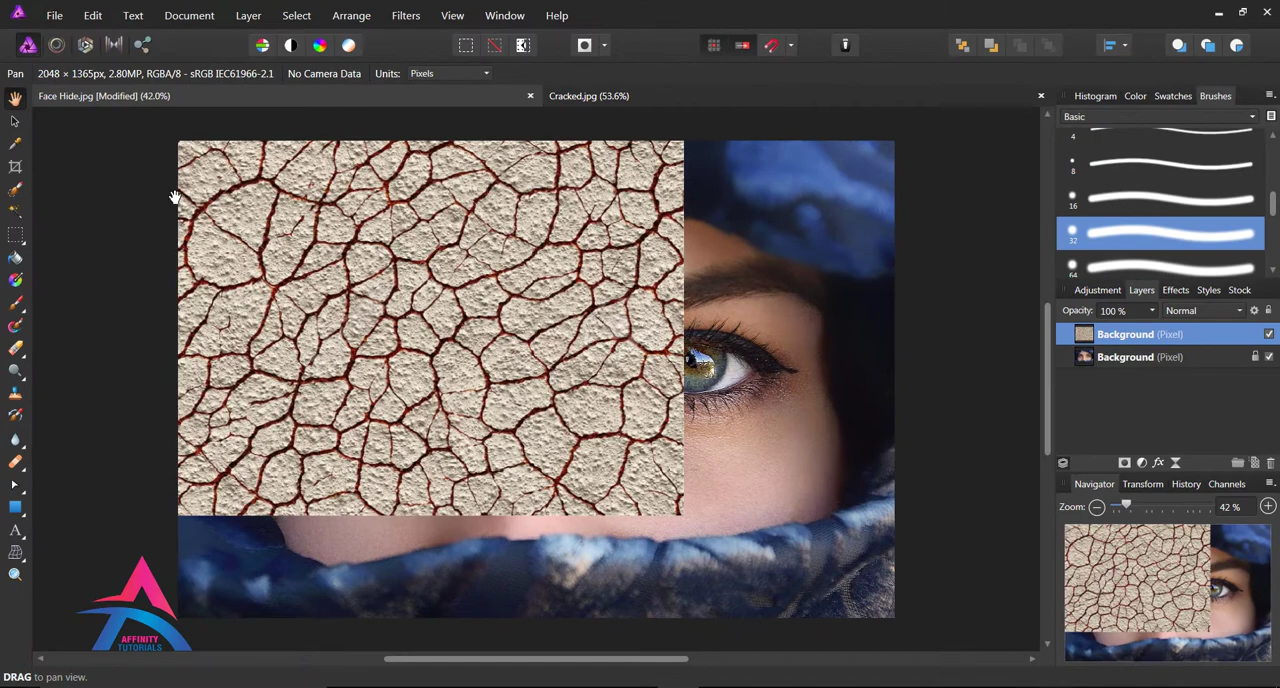 File Edit Text Document Layer Select Arrange Filters View Window Help
Pan 2048 × 1365px, 2.80MP, RGBA/8 - sRGB IEC61966-2.1 No Camera Data Units: Pixels
Face Hide.jpg [Modified] (42.0%) Cracked.jpg (53.6%)
Histogram Color Swatches Brushes
Basic
4
8
16
32
64
Adjustment Layers Effects Styles Stock
Opacity: 100 % Normal
Background (Pixel)
Background (Pixel)
fx
Navigator Transform History Channels
Zoom: 42 %
AFFINITY
TUTORIALS
DRAG to pan view.